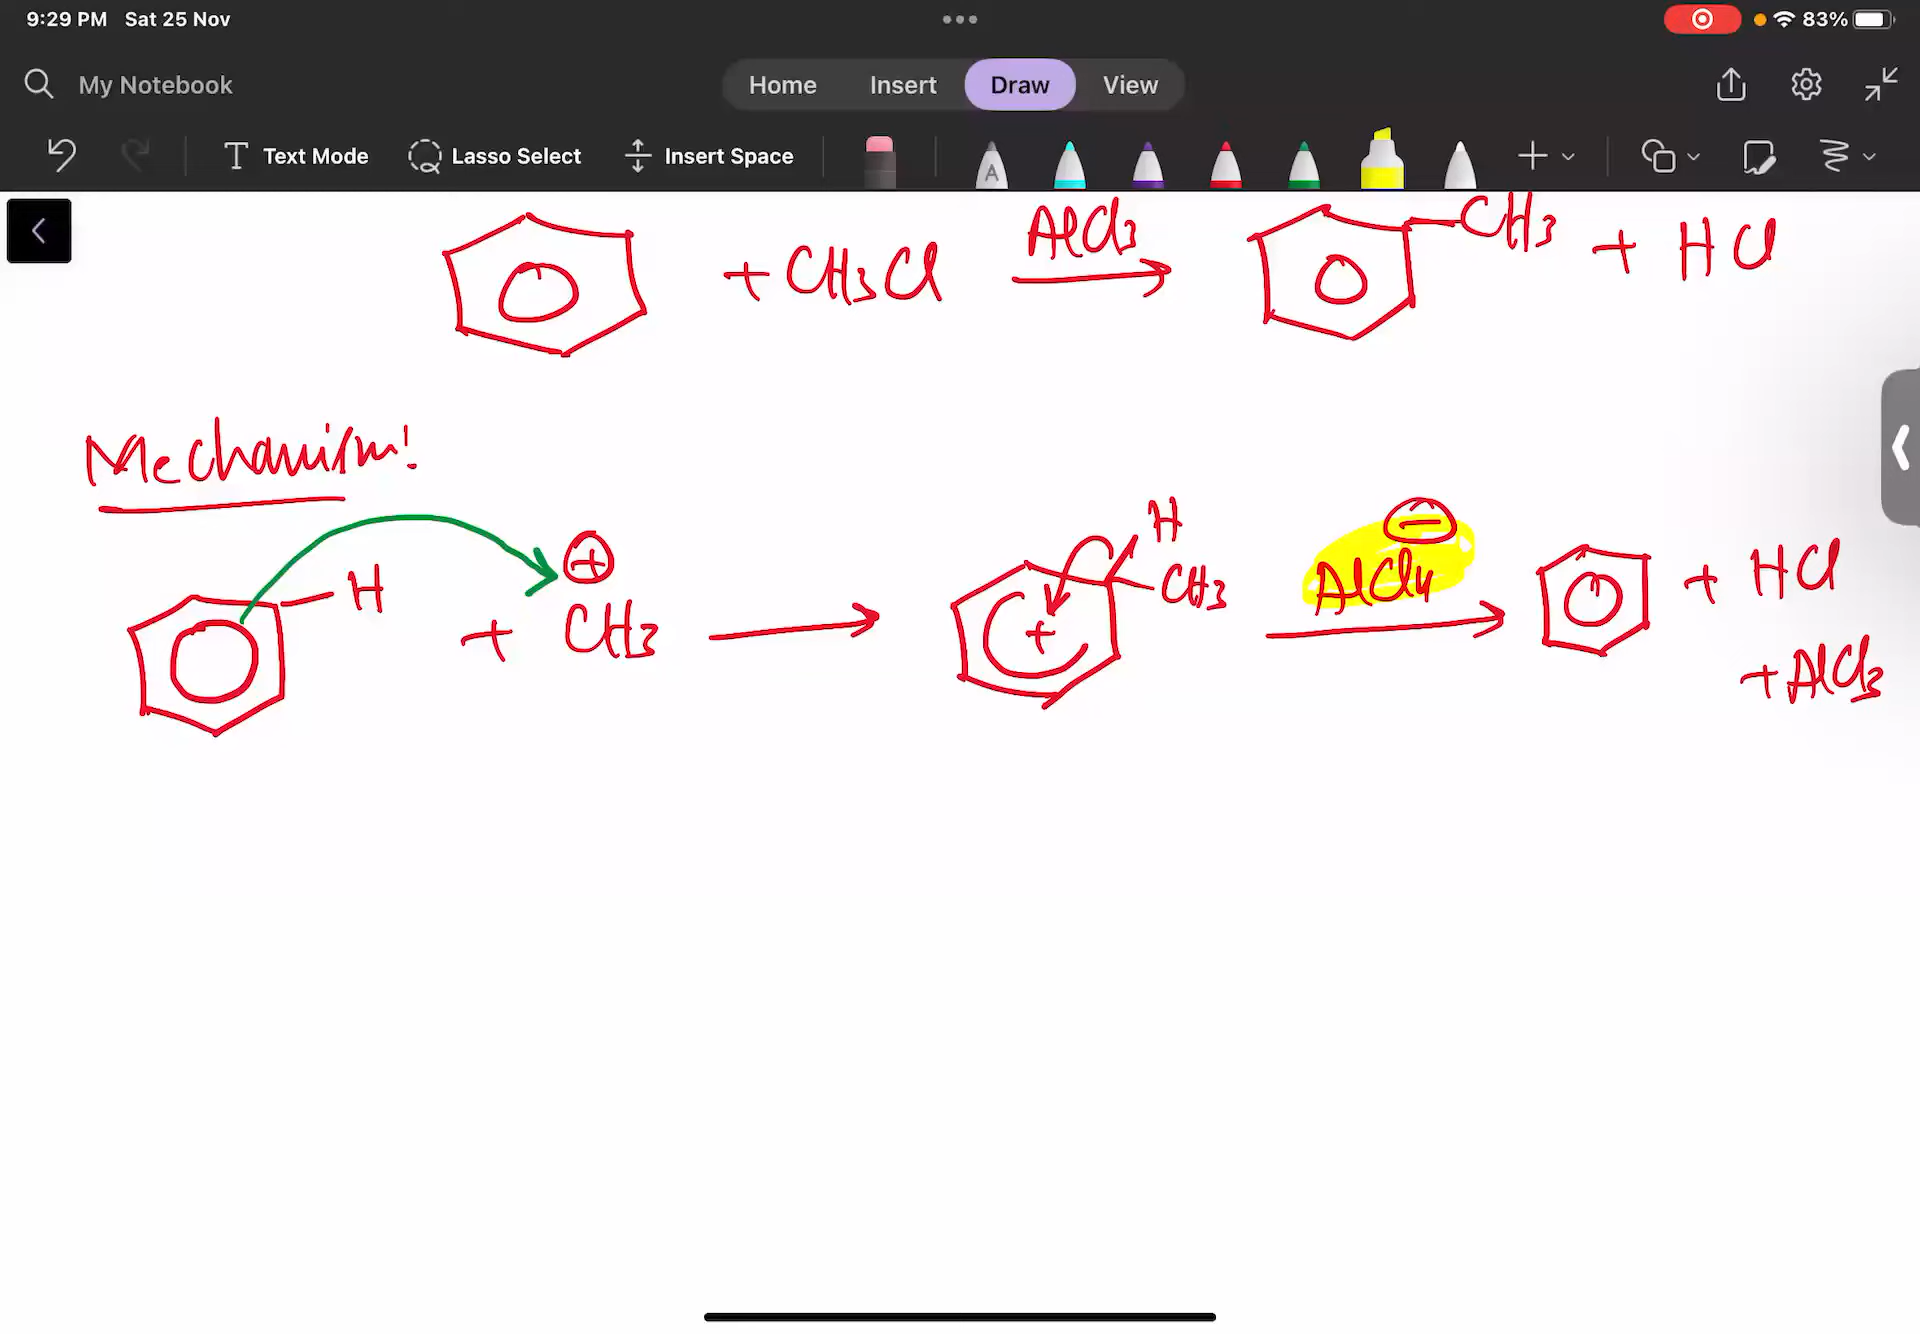 9:29 PM Sat 25 Nov
83%
My Notebook
Home Insert Draw View
Text Mode Lasso Select Insert Space
A
+ CH3Cl AlCl3 CH3 + HCl
Mechanism!
H + CH3 + H CH3 + AlCl4 − + HCl
+ AlCl3